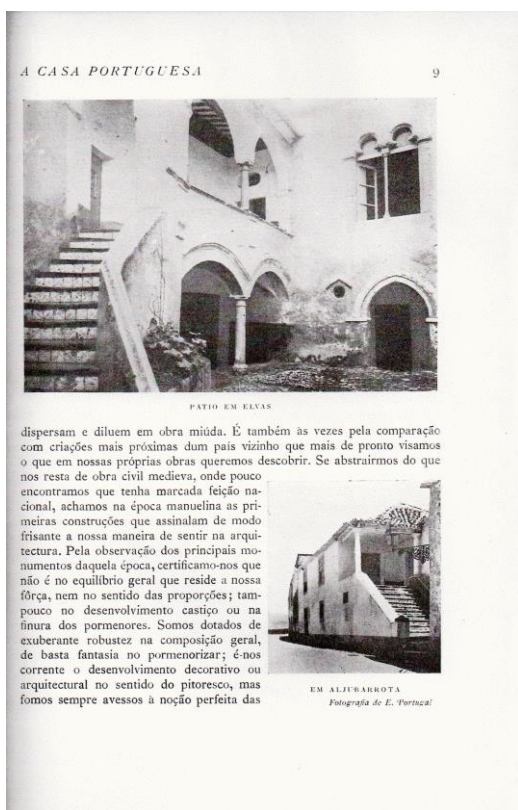 A CASA PORTUGUESA
9
PATIO EM ELVAS
dispersam e diluem em obra miúda. É também às vezes pela comparação
com criações mais próximas dum país vizinho que mais de pronto visamos
o que em nossas próprias obras queremos descobrir. Se abstrairmos do que
nos resta de obra civil medieva, onde pouco
encontramos que tenha marcada feição na-
cional, achamos na época manuelina as pri-
meiras construções que assinalam de modo
frisante a nossa maneira de sentir na arqui-
tectura. Pela observação dos principais mo-
numentos daquela época, certificamo-nos que
não é no equilíbrio geral que reside a nossa
fôrça, nem no sentido das proporções; tam-
pouco no desenvolvimento castiço ou na
finura dos pormenores. Somos dotados de
exuberante robustez na composição geral,
de basta fantasia no pormenorizar; é-nos
corrente o desenvolvimento decorativo ou
arquitectural no sentido do pitoresco, mas
fomos sempre avessos à noção perfeita das
EM ALJUBARROTA
Fotografia de E. Portugal